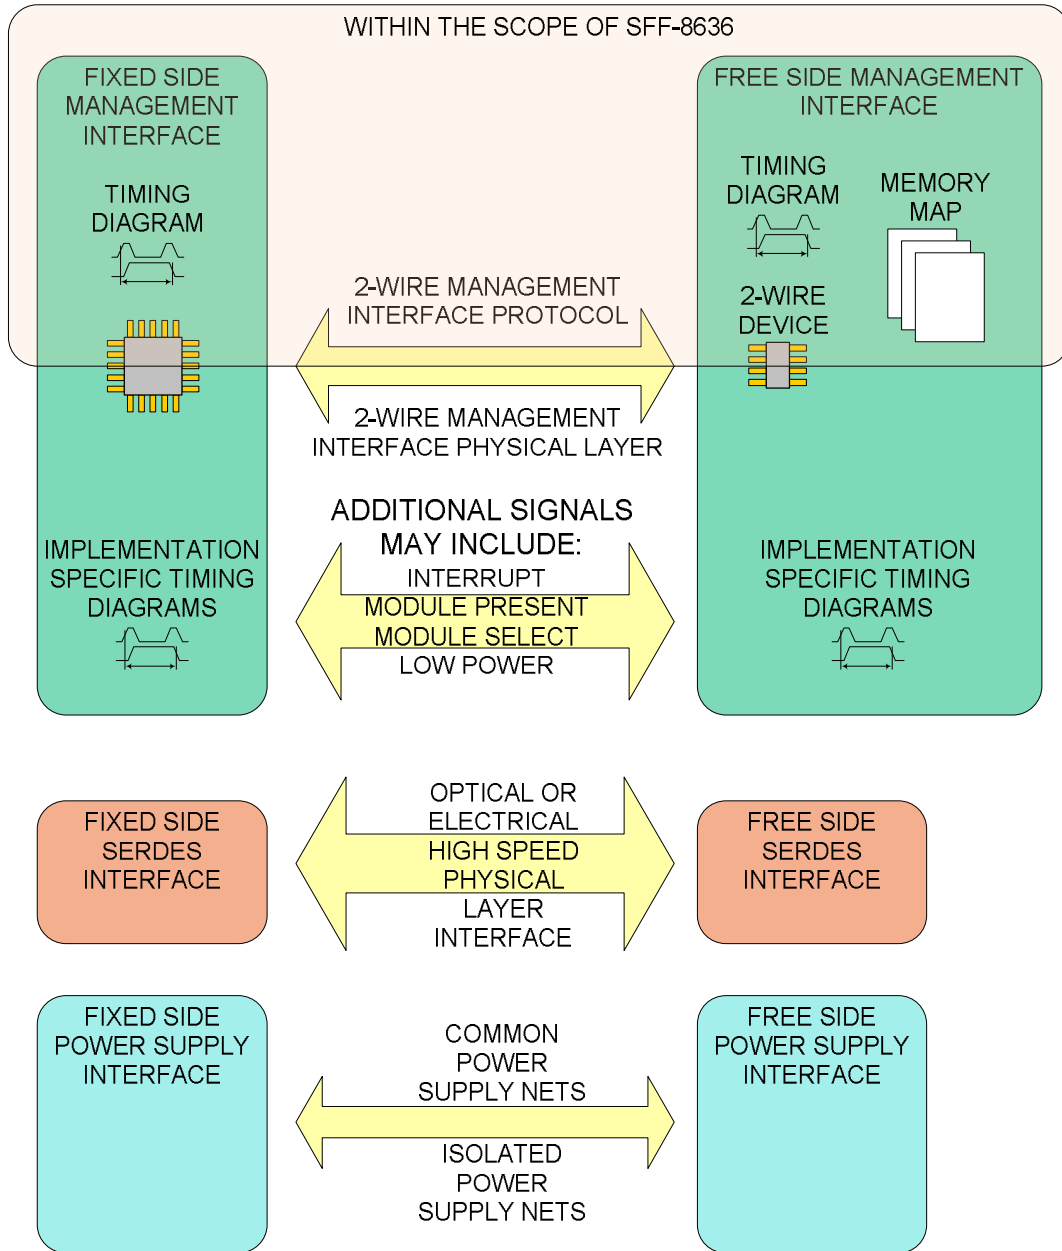 WITHIN THE SCOPE OF SFF-8636
FIXED SIDE
MANAGEMENT
INTERFACE
FREE SIDE MANAGEMENT
INTERFACE
TIMING
DIAGRAM
TIMING
DIAGRAM
MEMORY
MAP
2-WIRE MANAGEMENT
INTERFACE PROTOCOL
2-WIRE
DEVICE
2-WIRE MANAGEMENT
INTERFACE PHYSICAL LAYER
ADDITIONAL SIGNALS
MAY INCLUDE:
INTERRUPT
MODULE PRESENT
MODULE SELECT
LOW POWER
IMPLEMENTATION
SPECIFIC TIMING
DIAGRAMS
IMPLEMENTATION
SPECIFIC TIMING
DIAGRAMS
FIXED SIDE
SERDES
INTERFACE
OPTICAL OR
ELECTRICAL
HIGH SPEED
PHYSICAL
LAYER
INTERFACE
FREE SIDE
SERDES
INTERFACE
FIXED SIDE
POWER SUPPLY
INTERFACE
COMMON
POWER
SUPPLY NETS
ISOLATED
POWER
SUPPLY NETS
FREE SIDE
POWER SUPPLY
INTERFACE